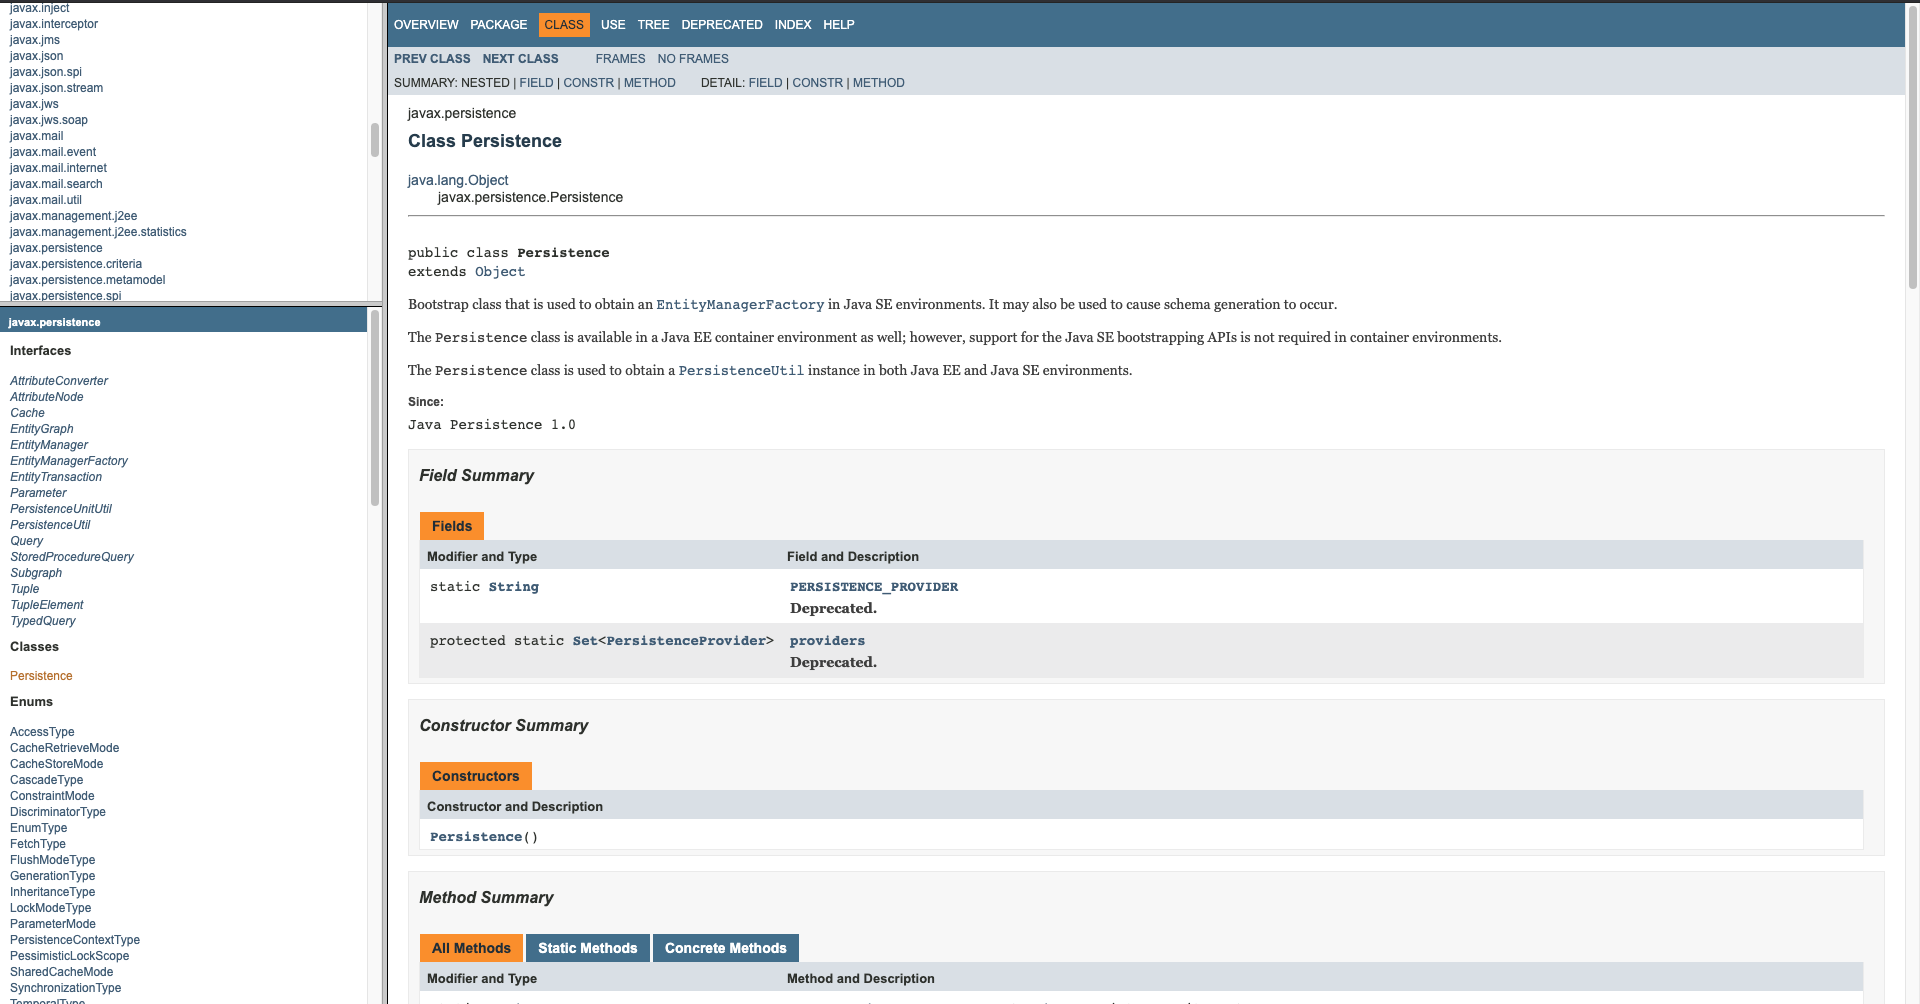 javax.inject
javax.interceptor
javax.jms
javax.json
javax.json.spi
javax.json.stream
javax.jws
javax.jws.soap
javax.mail
javax.mail.event
javax.mail.internet
javax.mail.search
javax.mail.util
javax.management.j2ee
javax.management.j2ee.statistics
javax.persistence
javax.persistence.criteria
javax.persistence.metamodel
javax.persistence.spi
javax.persistence
Interfaces
AttributeConverter
AttributeNode
Cache
EntityGraph
EntityManager
EntityManagerFactory
EntityTransaction
Parameter
PersistenceUnitUtil
PersistenceUtil
Query
StoredProcedureQuery
Subgraph
Tuple
TupleElement
TypedQuery
Classes
Persistence
Enums
AccessType
CacheRetrieveMode
CacheStoreMode
CascadeType
ConstraintMode
DiscriminatorType
EnumType
FetchType
FlushModeType
GenerationType
InheritanceType
LockModeType
ParameterMode
PersistenceContextType
PessimisticLockScope
SharedCacheMode
SynchronizationType
TemporalType
OVERVIEW PACKAGE CLASS USE TREE DEPRECATED INDEX HELP
PREV CLASS NEXT CLASS FRAMES NO FRAMES
SUMMARY: NESTED | FIELD | CONSTR | METHOD DETAIL: FIELD | CONSTR | METHOD
javax.persistence
Class Persistence
java.lang.Object
javax.persistence.Persistence
public class Persistence
extends Object
Bootstrap class that is used to obtain an EntityManagerFactory in Java SE environments. It may also be used to cause schema generation to occur.
The Persistence class is available in a Java EE container environment as well; however, support for the Java SE bootstrapping APIs is not required in container environments.
The Persistence class is used to obtain a PersistenceUtil instance in both Java EE and Java SE environments.
Since:
Java Persistence 1.0
Field Summary
Fields
Modifier and Type Field and Description
static String PERSISTENCE_PROVIDER
Deprecated.
protected static Set<PersistenceProvider> providers
Deprecated.
Constructor Summary
Constructors
Constructor and Description
Persistence()
Method Summary
All Methods Static Methods Concrete Methods
Modifier and Type Method and Description